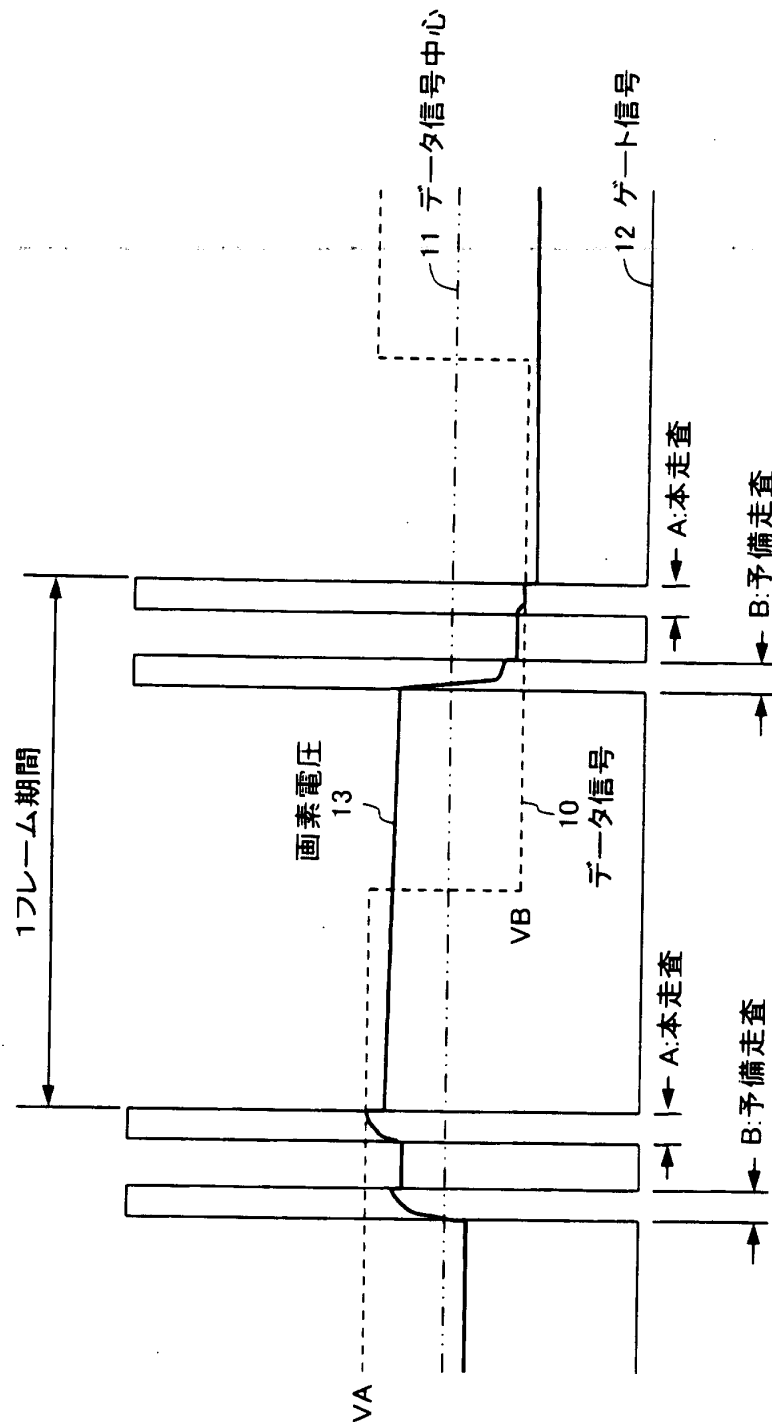 1フレーム期間
画素電圧
13
VA
VB
10
データ信号
11 データ信号中心
12 ゲート信号
A:本走査
B:予備走査
A:本走査
B:予備走査